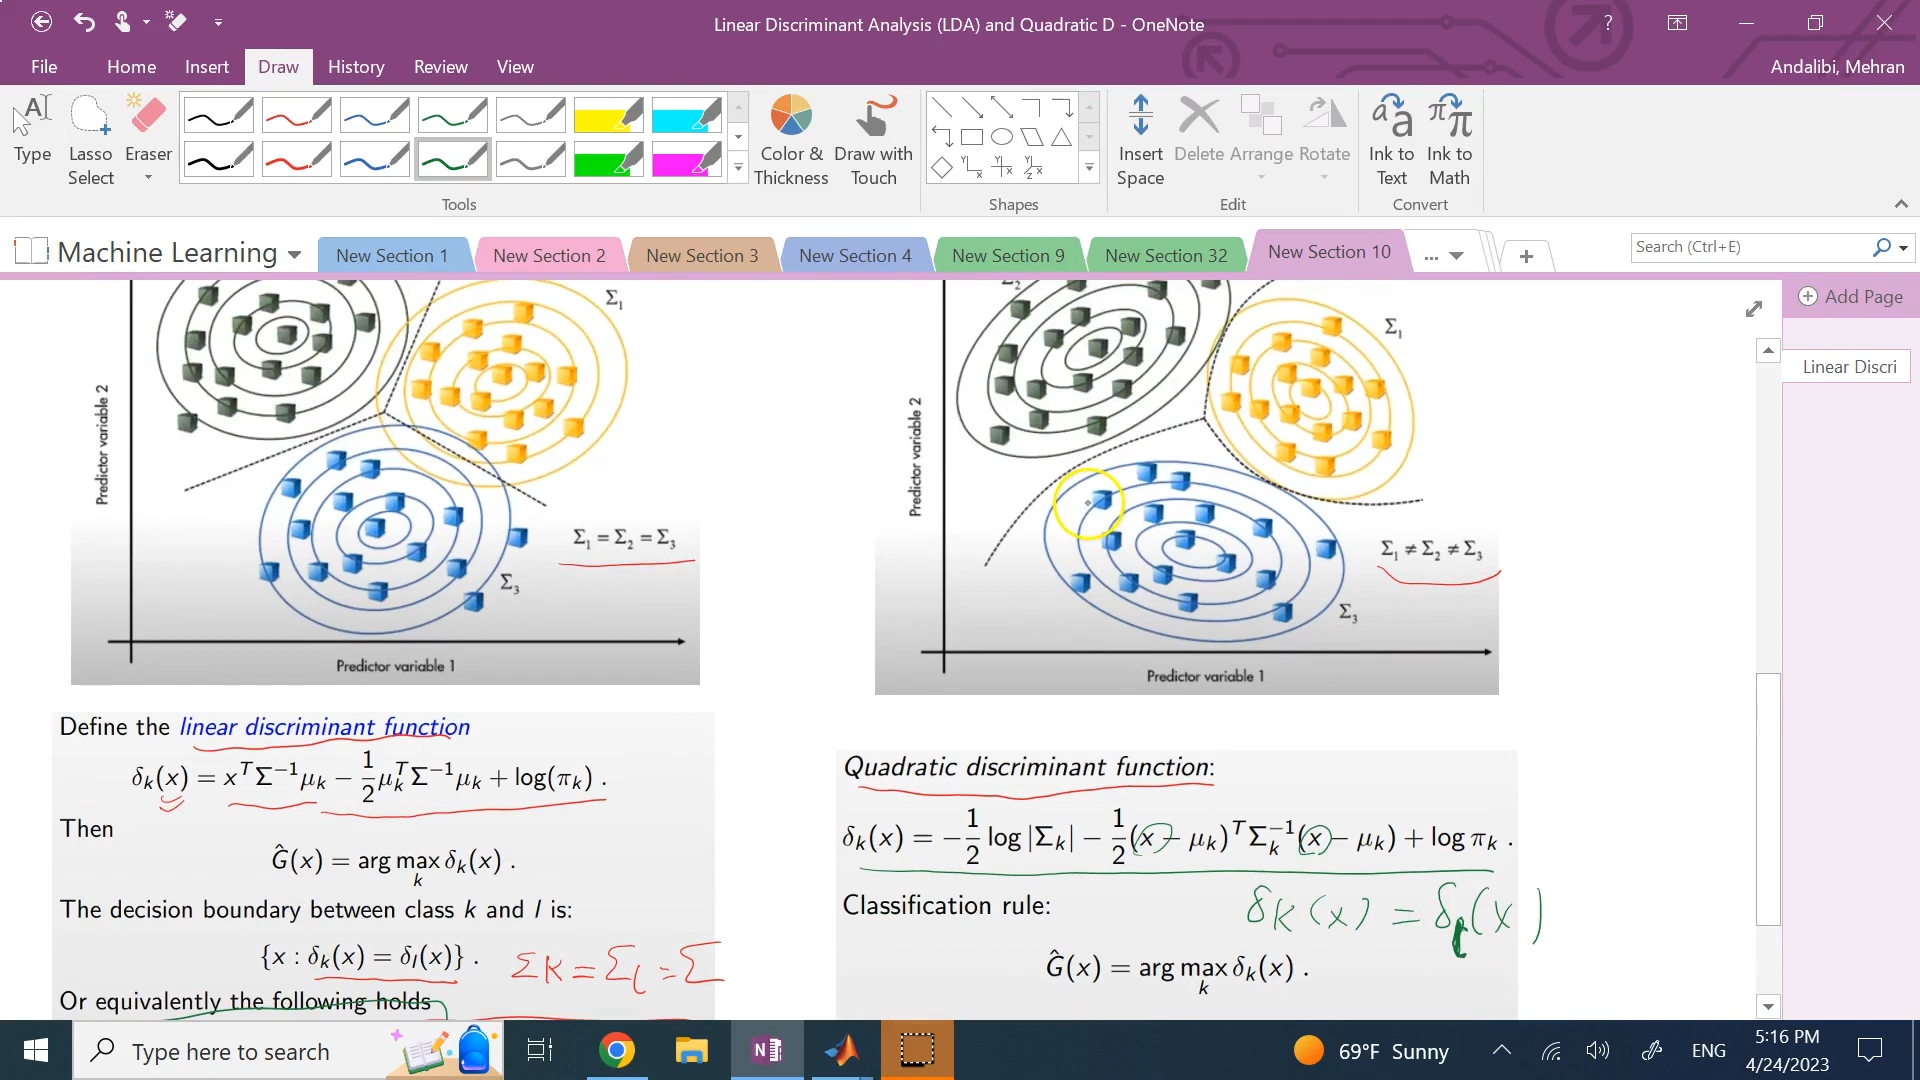 Linear Discriminant Analysis (LDA) and Quadratic D - OneNote
?
File Home Insert Draw History Review View
Andalibi, Mehran
Type
Lasso Select
Eraser
Color & Thickness
Draw with Touch
Insert Space
Delete
Arrange
Rotate
Ink to Text
Ink to Math
Tools
Shapes
Edit
Convert
Machine Learning
New Section 1
New Section 2
New Section 3
New Section 4
New Section 9
New Section 32
New Section 10
...
Search (Ctrl+E)
Add Page
Linear Discri
Σ₁
Predictor variable 2
Σ₁ = Σ₂ = Σ₃
Σ₃
Predictor variable 1
Σ₂
Σ₁
Predictor variable 2
Σ₁ ≠ Σ₂ ≠ Σ₃
Σ₃
Predictor variable 1
Define the linear discriminant function
δₖ(x) = xᵀΣ⁻¹μₖ − 1/2 μₖᵀΣ⁻¹μₖ + log(πₖ) .
Then
Ĝ(x) = arg maxₖ δₖ(x) .
The decision boundary between class k and l is:
{x : δₖ(x) = δₗ(x)} .
ΣK = Σl = Σ
Or equivalently the following holds
Quadratic discriminant function:
δₖ(x) = −1/2 log |Σₖ| − 1/2 (x − μₖ)ᵀΣₖ⁻¹(x − μₖ) + log πₖ .
Classification rule:
δK(x) = δl(x)
Ĝ(x) = arg maxₖ δₖ(x) .
Type here to search
69°F Sunny
ENG
5:16 PM
4/24/2023